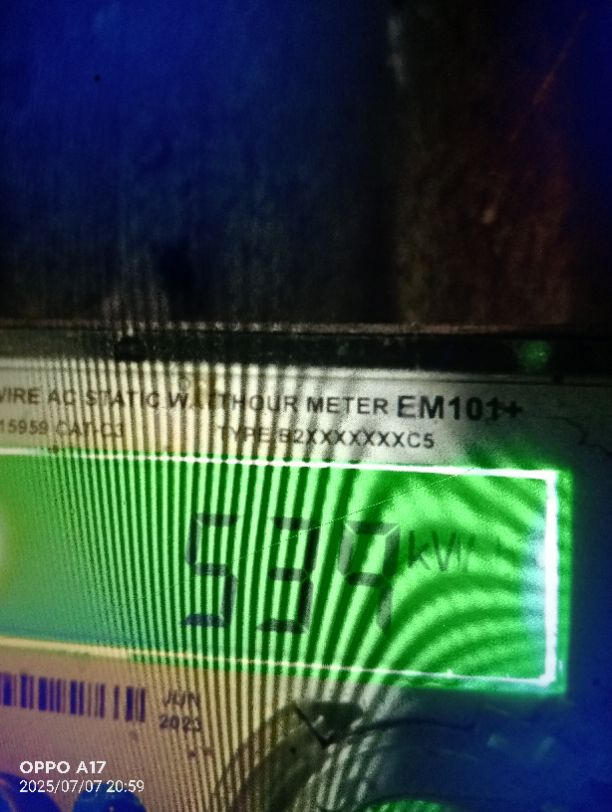 WIRE AC STATIC WATTHOUR METER EM101+
15959 CAT-C3 TYPE:B2XXXXXXXC5
539 kW
JUN
2023
OPPO A17
2025/07/07 20:59